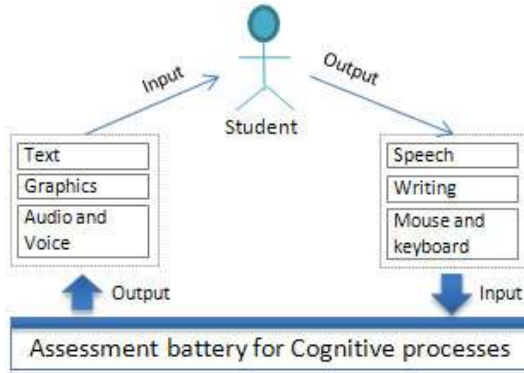 Input
Output
Student
Text
Graphics
Audio and
Voice
Speech
Writing
Mouse and
keyboard
Output
Input
Assessment battery for Cognitive processes